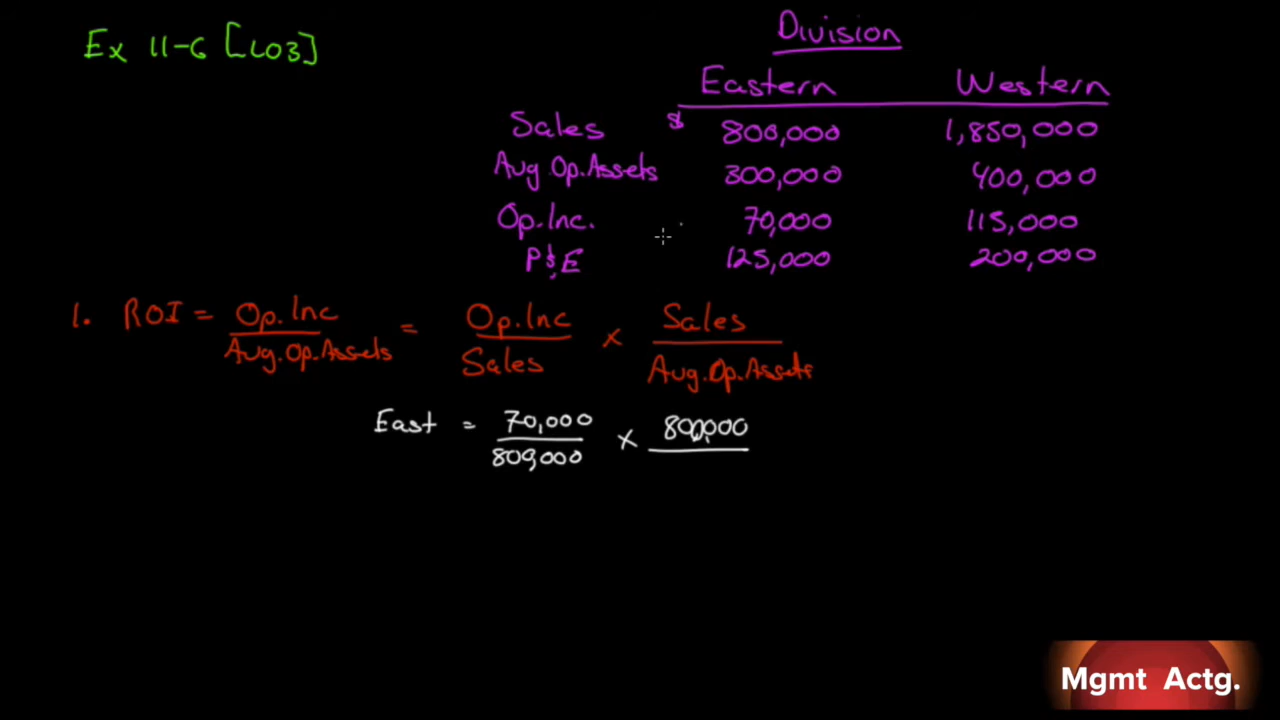 Ex 11-6 [LO3]
Division
Eastern Western
Sales $ 800,000 1,850,000
Avg. Op. Assets 300,000 400,000
Op. Inc. 70,000 115,000
P&E 125,000 200,000
1. ROI = Op. Inc / Avg. Op. Assets = Op. Inc / Sales × Sales / Avg. Op. Assets
East = 70,000 / 800,000 × 800,000
Mgmt Actg.